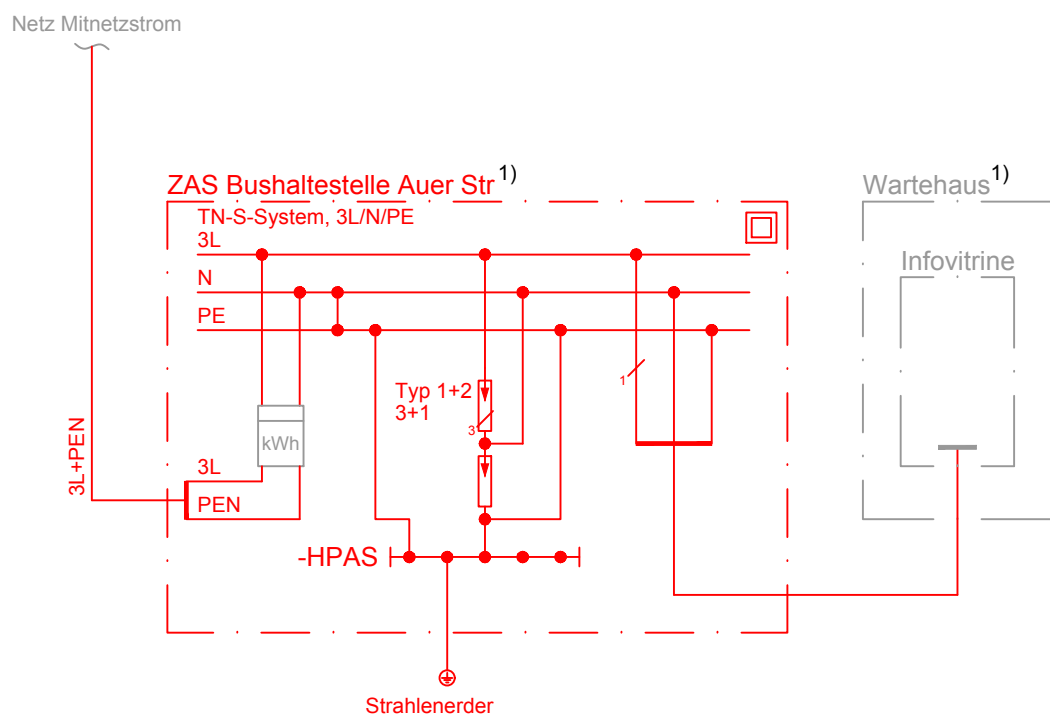 Netz Mitnetzstrom
ZAS Bushaltestelle Auer Str 1)
Wartehaus 1)
TN-S-System, 3L/N/PE
3L
Infovitrine
N
PE
1
Typ 1+2
3+1
3
kWh
3L+PEN
3L
PEN
-HPAS
Strahlenerder